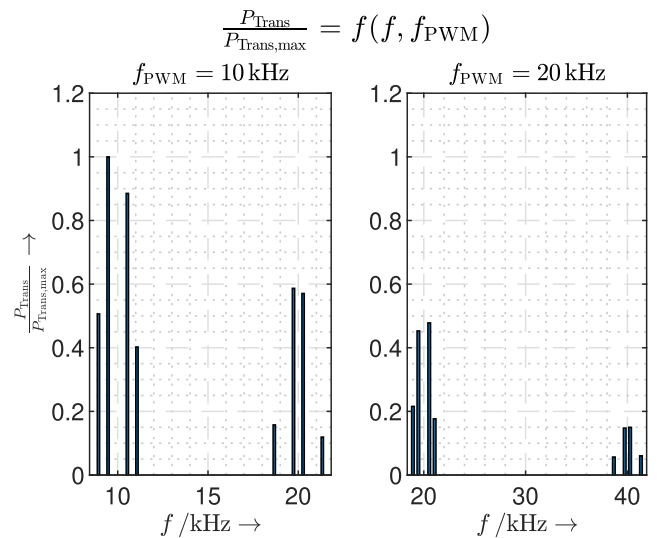 P_Trans / P_Trans,max = f(f, f_PWM)
f_PWM = 10 kHz
1.2
1
0.8
0.6
0.4
0.2
0
10 15 20
f /kHz →
P_Trans / P_Trans,max →
f_PWM = 20 kHz
1.2
1
0.8
0.6
0.4
0.2
0
20 30 40
f /kHz →